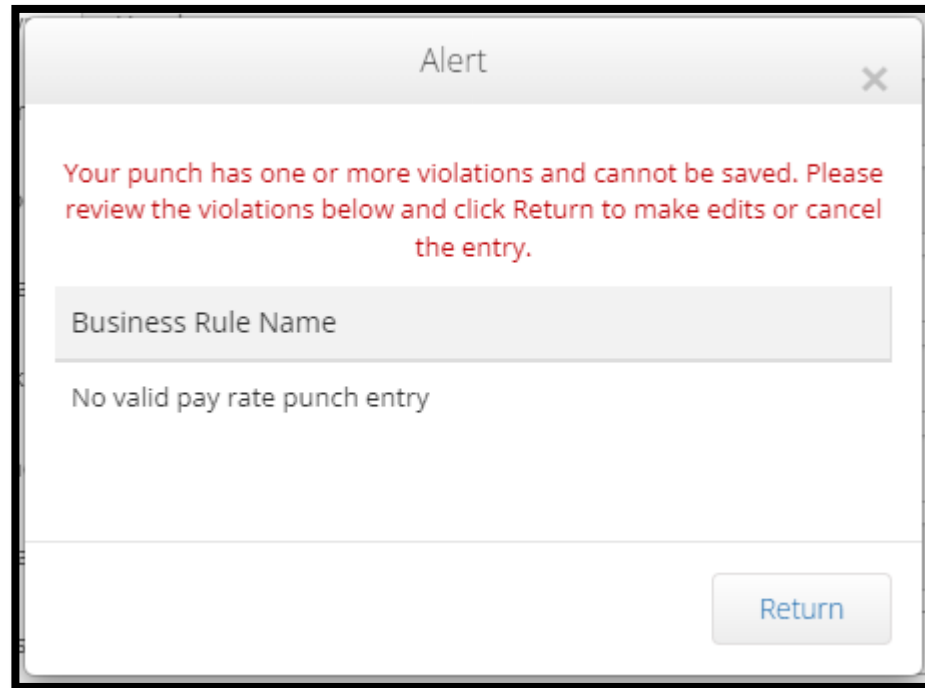 Alert
Your punch has one or more violations and cannot be saved. Please
review the violations below and click Return to make edits or cancel
the entry.
Business Rule Name
No valid pay rate punch entry
Return